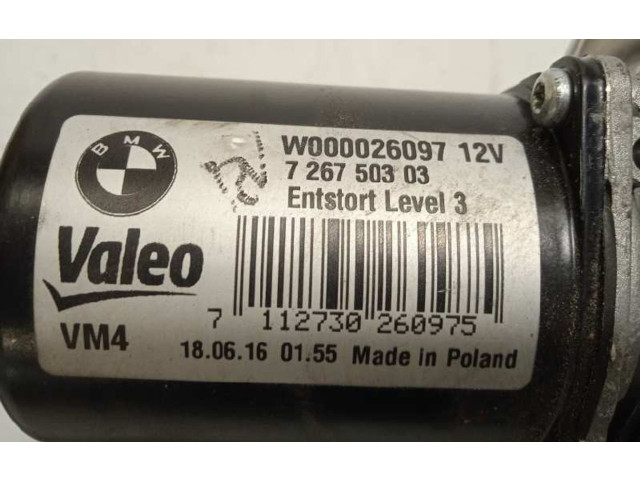 BMW
W000026097 12V
7 267 503 03
Entstort Level 3
Valeo
7 112730 260975
VM4
18.06.16 01.55 Made in Poland